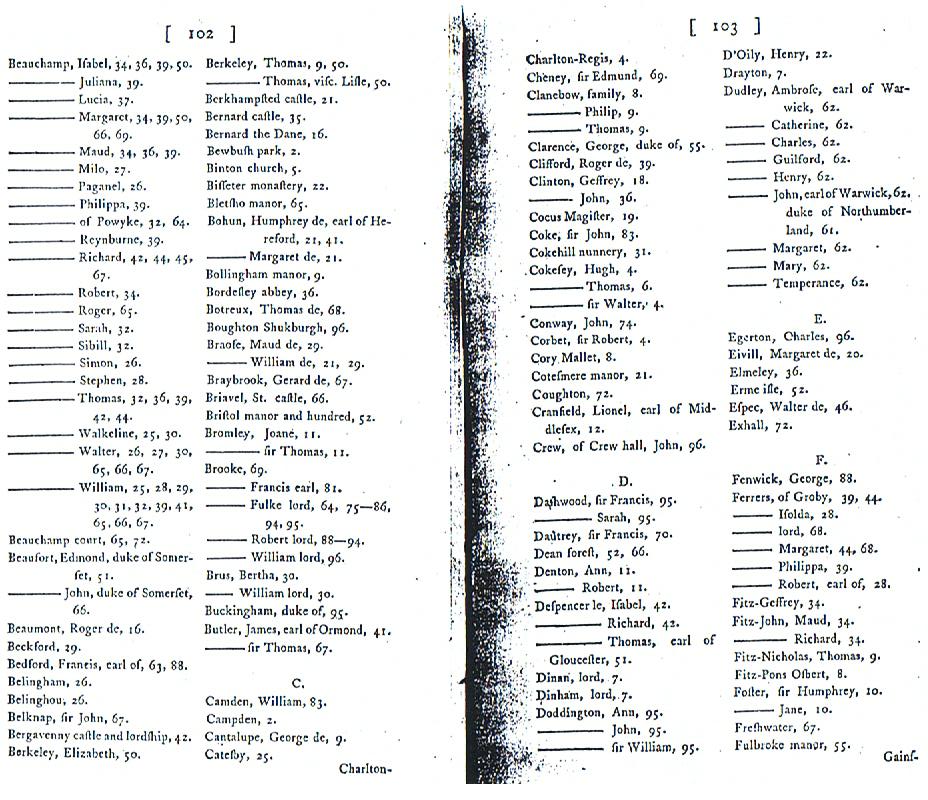 [ 102 ]
Beauchamp, Iſabel, 34, 36, 39, 50.
——— Juliana, 39.
——— Lucia, 37.
——— Margaret, 34, 39, 50,
66, 69.
——— Maud, 34, 36, 39.
——— Milo, 27.
——— Paganel, 26.
——— Philippa, 39.
——— of Powyke, 32, 64.
——— Reynburne, 39.
——— Richard, 42, 44, 45,
67.
——— Robert, 34.
——— Roger, 65.
——— Sarah, 32.
——— Sibill, 32.
——— Simon, 26.
——— Stephen, 28.
——— Thomas, 32, 36, 39,
42, 44.
——— Walkeline, 25, 30.
——— Walter, 26, 27, 30,
65, 66, 67.
——— William, 25, 28, 29,
30, 31, 32, 39, 41,
65, 66, 67.
Beauchamp court, 65, 72.
Beaufort, Edmond, duke of Somer-
ſet, 51.
——— John, duke of Somerſet,
66.
Beaumont, Roger de, 16.
Beckford, 29.
Bedford, Francis, earl of, 63, 88.
Belingham, 26.
Belinghou, 26.
Belknap, ſir John, 67.
Bergavenny caſtle and lordſhip, 42.
Berkeley, Elizabeth, 50.
Berkeley, Thomas, 9, 50.
——— Thomas, viſc. Liſle, 50.
Berkhampſted caſtle, 21.
Bernard caſtle, 35.
Bernard the Dane, 16.
Bewbuſh park, 2.
Binton church, 5.
Biſſeter monaſtery, 22.
Bletſho manor, 65.
Bohun, Humphrey de, earl of He-
reford, 21, 41.
——— Margaret de, 21.
Bollingham manor, 9.
Bordeſley abbey, 36.
Botreux, Thomas de, 68.
Boughton Shukburgh, 96.
Braoſe, Maud de, 29.
——— William de, 21, 29.
Braybrook, Gerard de, 67.
Briavel, St. caſtle, 66.
Briſtol manor and hundred, 52.
Bromley, Joane, 11.
——— ſir Thomas, 11.
Brooke, 69.
——— Francis earl, 81.
——— Fulke lord, 64, 75—86,
94, 95.
——— Robert lord, 88—94.
——— William lord, 96.
Brus, Bertha, 30.
—— William lord, 30.
Buckingham, duke of, 95.
Butler, James, earl of Ormond, 41.
——— ſir Thomas, 67.
C.
Camden, William, 83.
Campden, 2.
Cantalupe, George de, 9.
Cateſby, 25.
Charlton-
[ 103 ]
Charlton-Regis, 4.
Cheney, ſir Edmund, 69.
Clanebow, family, 8.
——— Philip, 9.
——— Thomas, 9.
Clarence, George, duke of, 55.
Clifford, Roger de, 39.
Clinton, Geffrey, 18.
——— John, 36.
Cocus Magiſter, 19.
Coke, ſir John, 83.
Cokehill nunnery, 31.
Cokeſey, Hugh, 4.
——— Thomas, 6.
——— ſir Walter, 4.
Conway, John, 74.
Corbet, ſir Robert, 4.
Cory Mallet, 8.
Coteſmere manor, 21.
Coughton, 72.
Cranfield, Lionel, earl of Mid-
dleſex, 12.
Crew, of Crew hall, John, 96.
D.
Daſhwood, ſir Francis, 95.
——— Sarah, 95.
Dautrey, ſir Francis, 70.
Dean foreſt, 52, 66.
Denton, Ann, 11.
——— Robert, 11.
Deſpencer le, Iſabel, 42.
——— Richard, 42.
——— Thomas, earl of
Glouceſter, 51.
Dinan, lord, 7.
Dinham, lord, 7.
Doddington, Ann, 95.
——— John, 95.
——— ſir William, 95.
D'Oily, Henry, 22.
Drayton, 7.
Dudley, Ambroſe, earl of War-
wick, 62.
——— Catherine, 62.
——— Charles, 62.
——— Guilford, 62.
——— Henry, 62.
——— John, earl of Warwick, 62.
duke of Northumber-
land, 61.
——— Margaret, 62.
——— Mary, 62.
——— Temperance, 62.
E.
Egerton, Charles, 96.
Eivill, Margaret de, 20.
Elmeley, 36.
Erme iſle, 52.
Eſpec, Walter de, 46.
Exhall, 72.
F.
Fenwick, George, 88.
Ferrers, of Groby, 39, 44.
——— Iſolda, 28.
——— lord, 68.
——— Margaret, 44, 68.
——— Philippa, 39.
——— Robert, earl of, 28.
Fitz-Geffrey, 34.
Fitz-John, Maud, 34.
——— Richard, 34.
Fitz-Nicholas, Thomas, 9.
Fitz-Pons Oſbert, 8.
Foſter, ſir Humphrey, 10.
——— Jane, 10.
Freſhwater, 67.
Fulbroke manor, 55.
Gainſ-